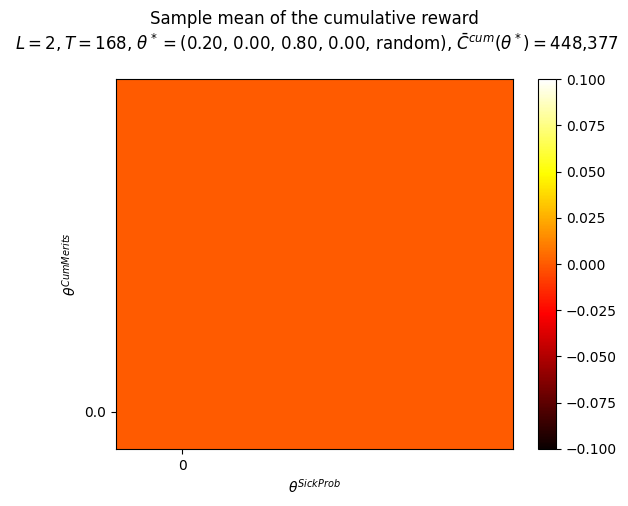 Sample mean of the cumulative reward
L = 2, T = 168, θ* = (0.20, 0.00, 0.80, 0.00, random), C̄ᶜᵘᵐ(θ*) = 448,377
0.100
0.075
0.050
0.025
0.000
−0.025
−0.050
−0.075
−0.100
θ^CumMerits
0.0
0
θ^SickProb